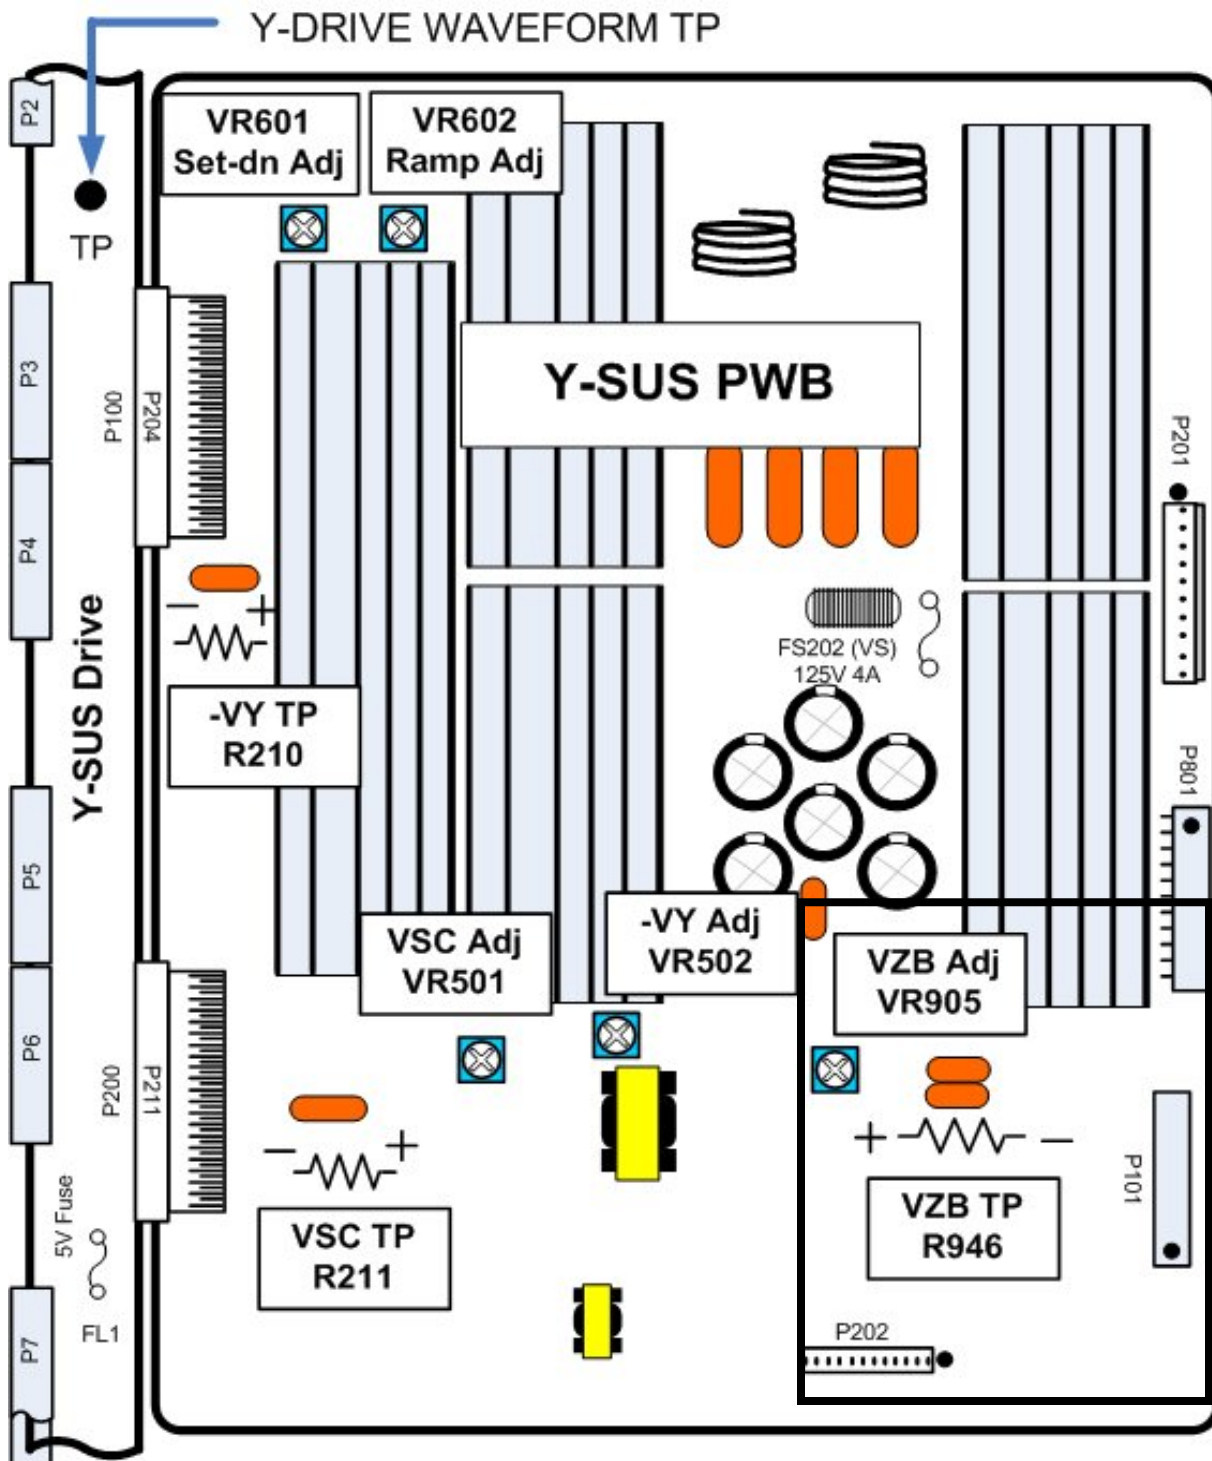 Y-DRIVE WAVEFORM TP
P2
VR601
Set-dn Adj
VR602
Ramp Adj
TP
P3
P100
P204
Y-SUS PWB
P201
P4
Y-SUS Drive
− +
FS202 (VS)
125V 4A
-VY TP
R210
P801
P5
VSC Adj
VR501
-VY Adj
VR502
VZB Adj
VR905
P6
P200
P211
− +
+ −
P101
VSC TP
R211
VZB TP
R946
5V Fuse
FL1
P7
P202